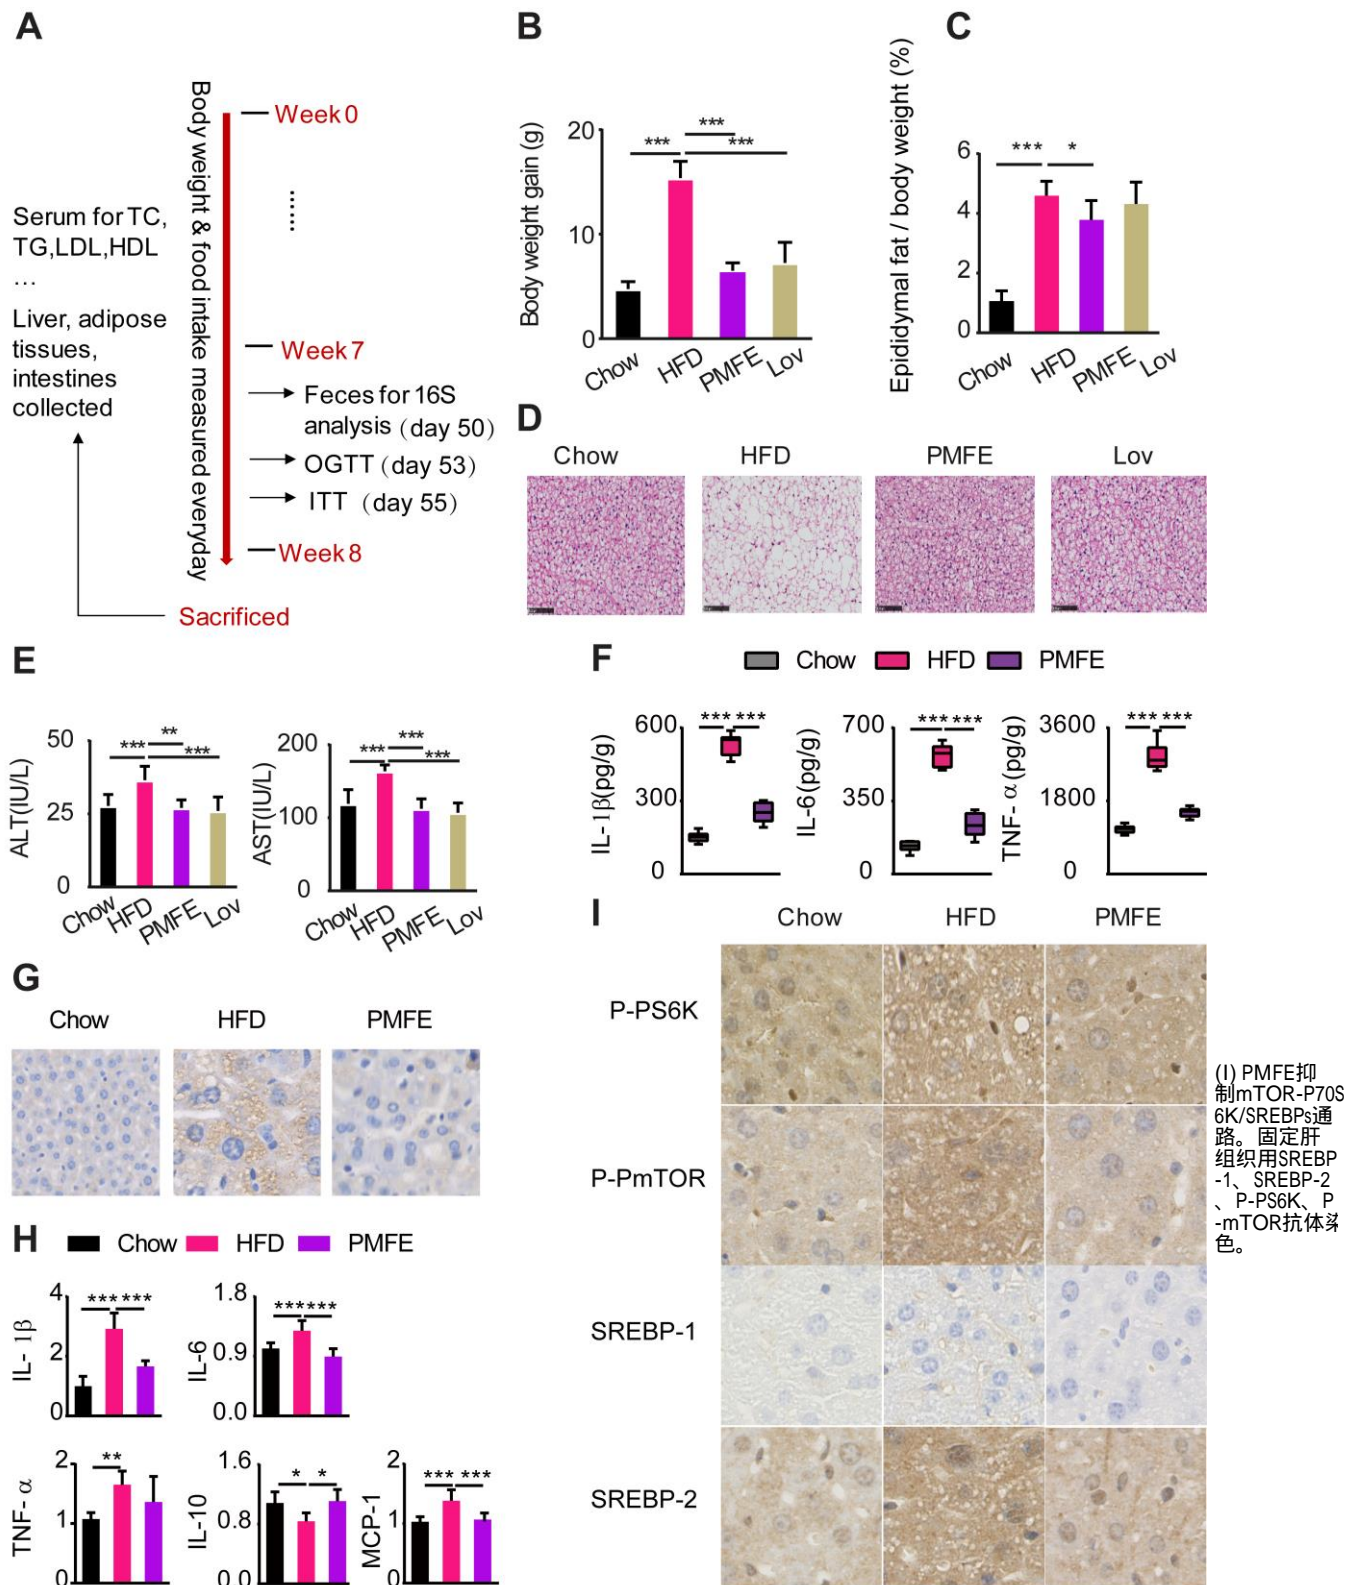 A
Body weight & food intake measured everyday
Week 0
......
Serum for TC,
TG,LDL,HDL
...
Liver, adipose
tissues,
intestines
collected
Week 7
Feces for 16S
analysis (day 50)
OGTT (day 53)
ITT (day 55)
Week 8
Sacrificed
B
Body weight gain (g)
20
10
0
***
***
***
Chow
HFD
PMFE
Lov
C
Epididymal fat / body weight (%)
6
4
2
0
***
*
Chow
HFD
PMFE
Lov
D
Chow
HFD
PMFE
Lov
E
ALT(IU/L)
50
25
0
***
**
***
Chow
HFD
PMFE
Lov
AST(IU/L)
200
100
0
***
***
***
Chow
HFD
PMFE
Lov
F
Chow
HFD
PMFE
IL-1β(pg/g)
600
300
0
***
***
IL-6(pg/g)
700
350
0
***
***
TNF-α(pg/g)
3600
1800
0
***
***
G
Chow
HFD
PMFE
H
Chow
HFD
PMFE
IL-1β
4
2
0
***
***
IL-6
1.8
0.9
0.0
***
***
TNF-α
2
1
0
**
IL-10
1.6
0.8
0.0
*
*
MCP-1
2
1
0
***
***
I
Chow
HFD
PMFE
P-PS6K
P-PmTOR
SREBP-1
SREBP-2
(I) PMFE抑
制mTOR-P70S
6K/SREBPs通
路。固定肝
组织用SREBP
-1、SREBP-2
、P-PS6K、P
-mTOR抗体染
色。